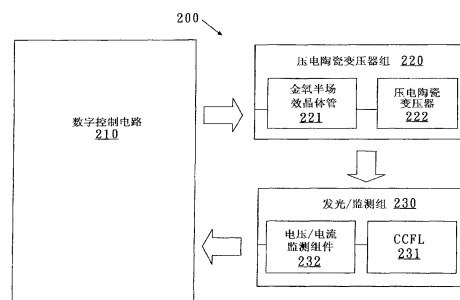 200
数字控制电路
210
压电陶瓷变压器组 220
金氧半场
效晶体管
221
压电陶瓷
变压器
222
发光/监测组 230
电压/电流
监测组件
232
CCFL
231